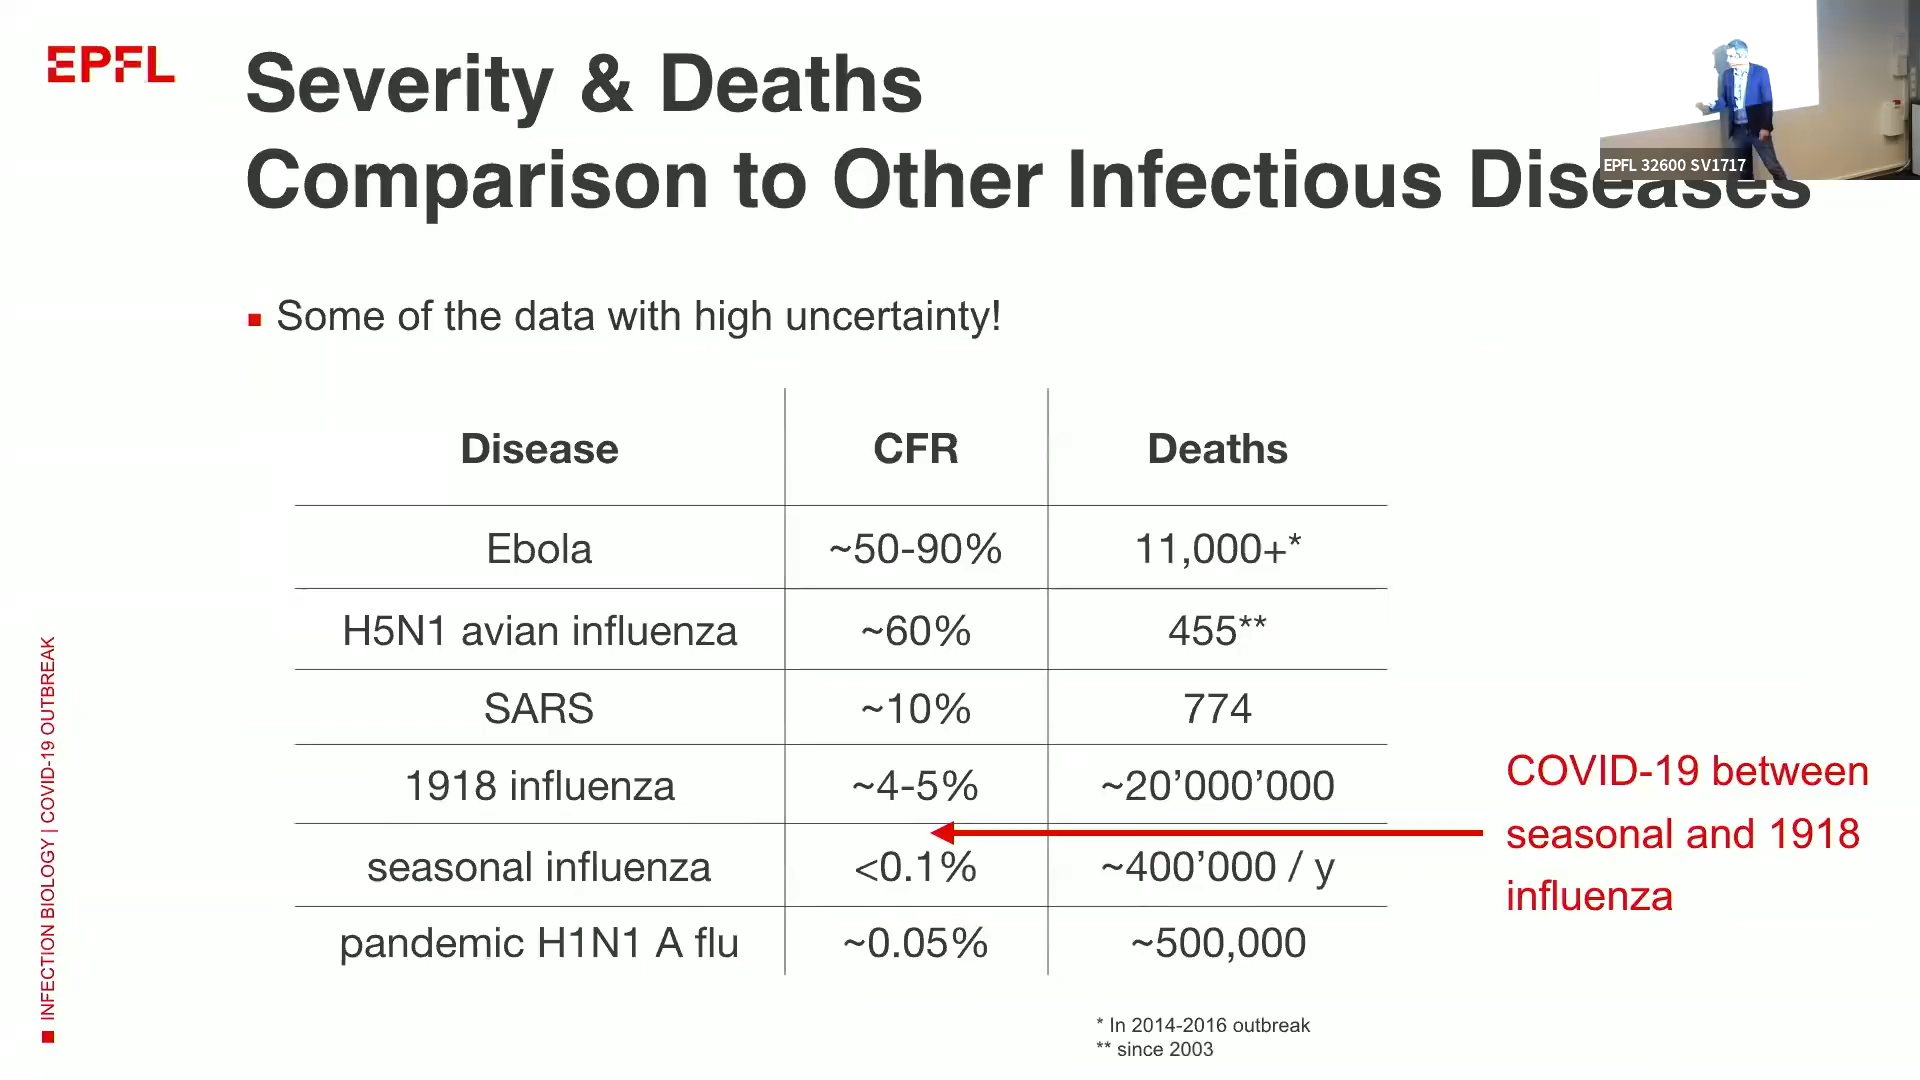 EPFL
Severity & Deaths
Comparison to Other Infectious Diseases
EPFL 32600 SV1717
▪ Some of the data with high uncertainty!
Disease CFR Deaths
Ebola ~50-90% 11,000+*
H5N1 avian influenza ~60% 455**
SARS ~10% 774
1918 influenza ~4-5% ~20’000’000
seasonal influenza <0.1% ~400’000 / y
pandemic H1N1 A flu ~0.05% ~500,000
COVID-19 between
seasonal and 1918
influenza
* In 2014-2016 outbreak
** since 2003
INFECTION BIOLOGY | COVID-19 OUTBREAK